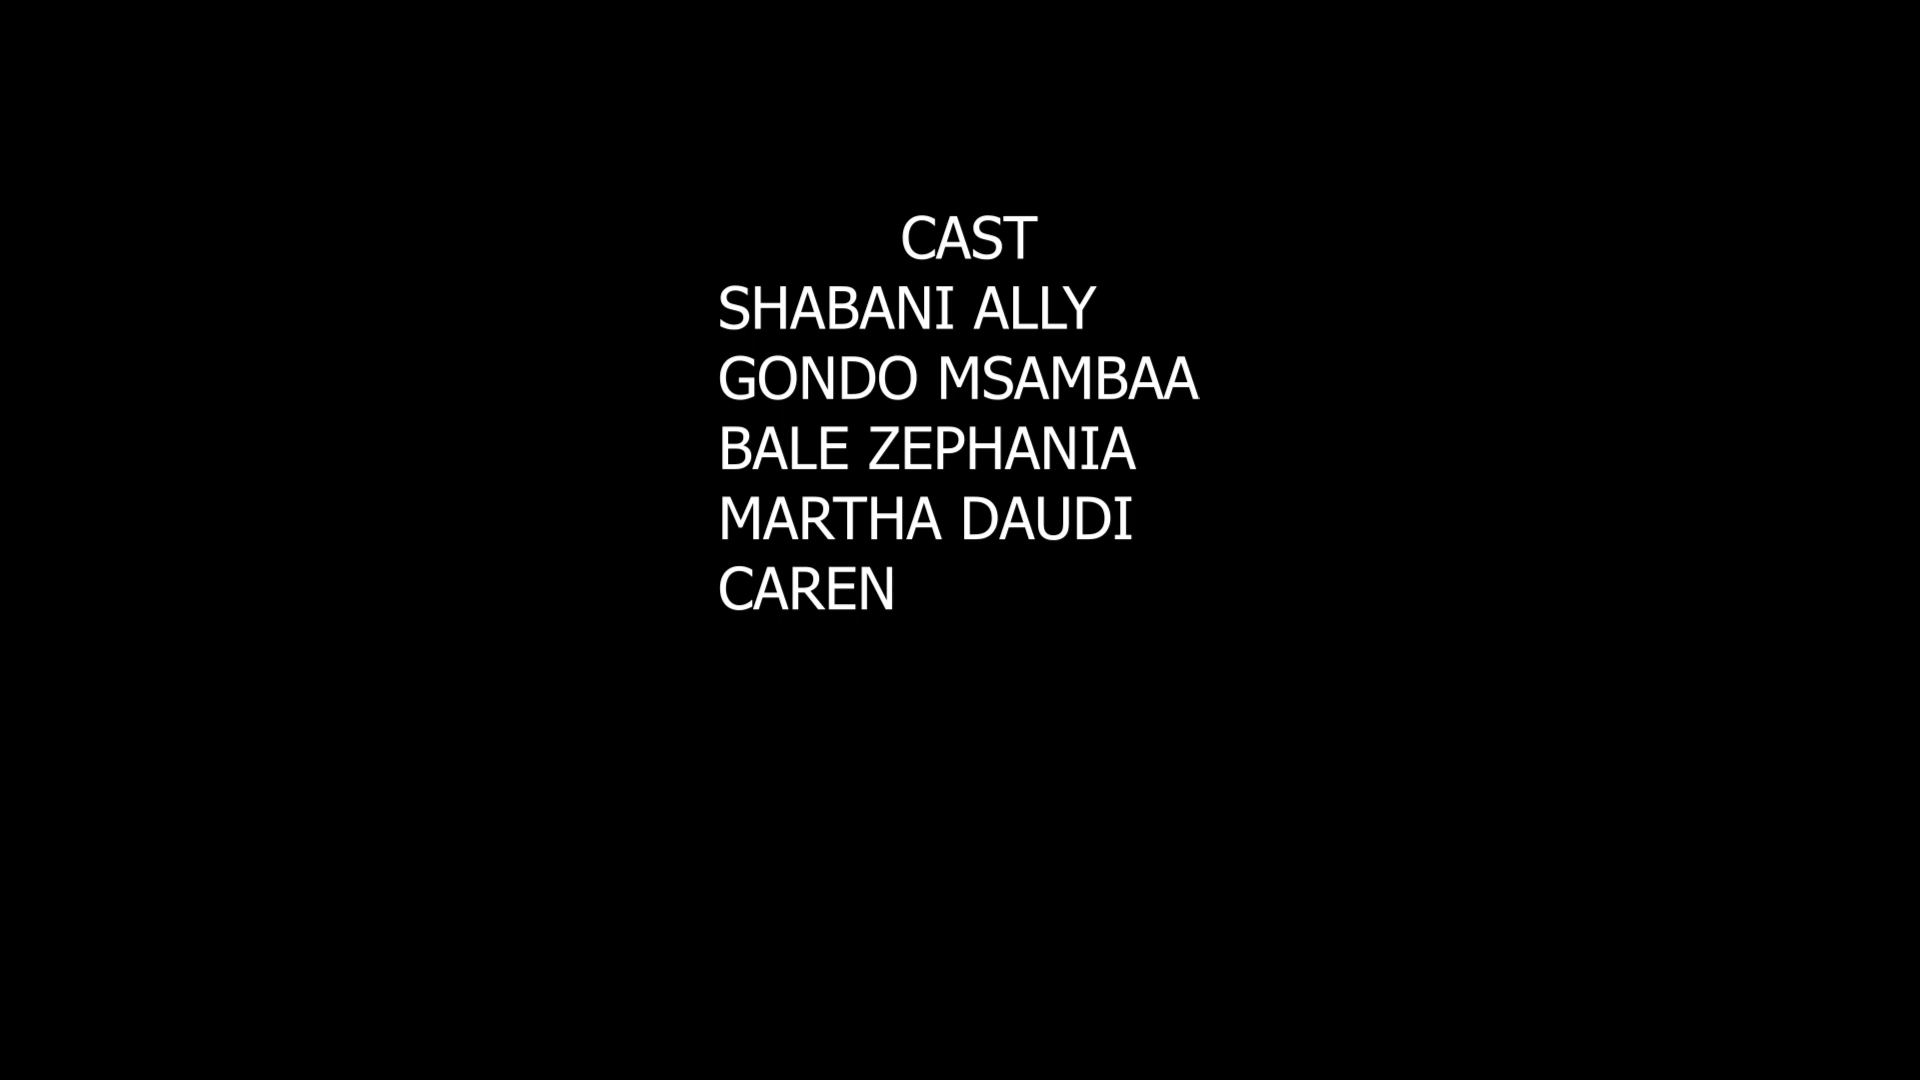 CAST
SHABANI ALLY
GONDO MSAMBAA
BALE ZEPHANIA
MARTHA DAUDI
CAREN